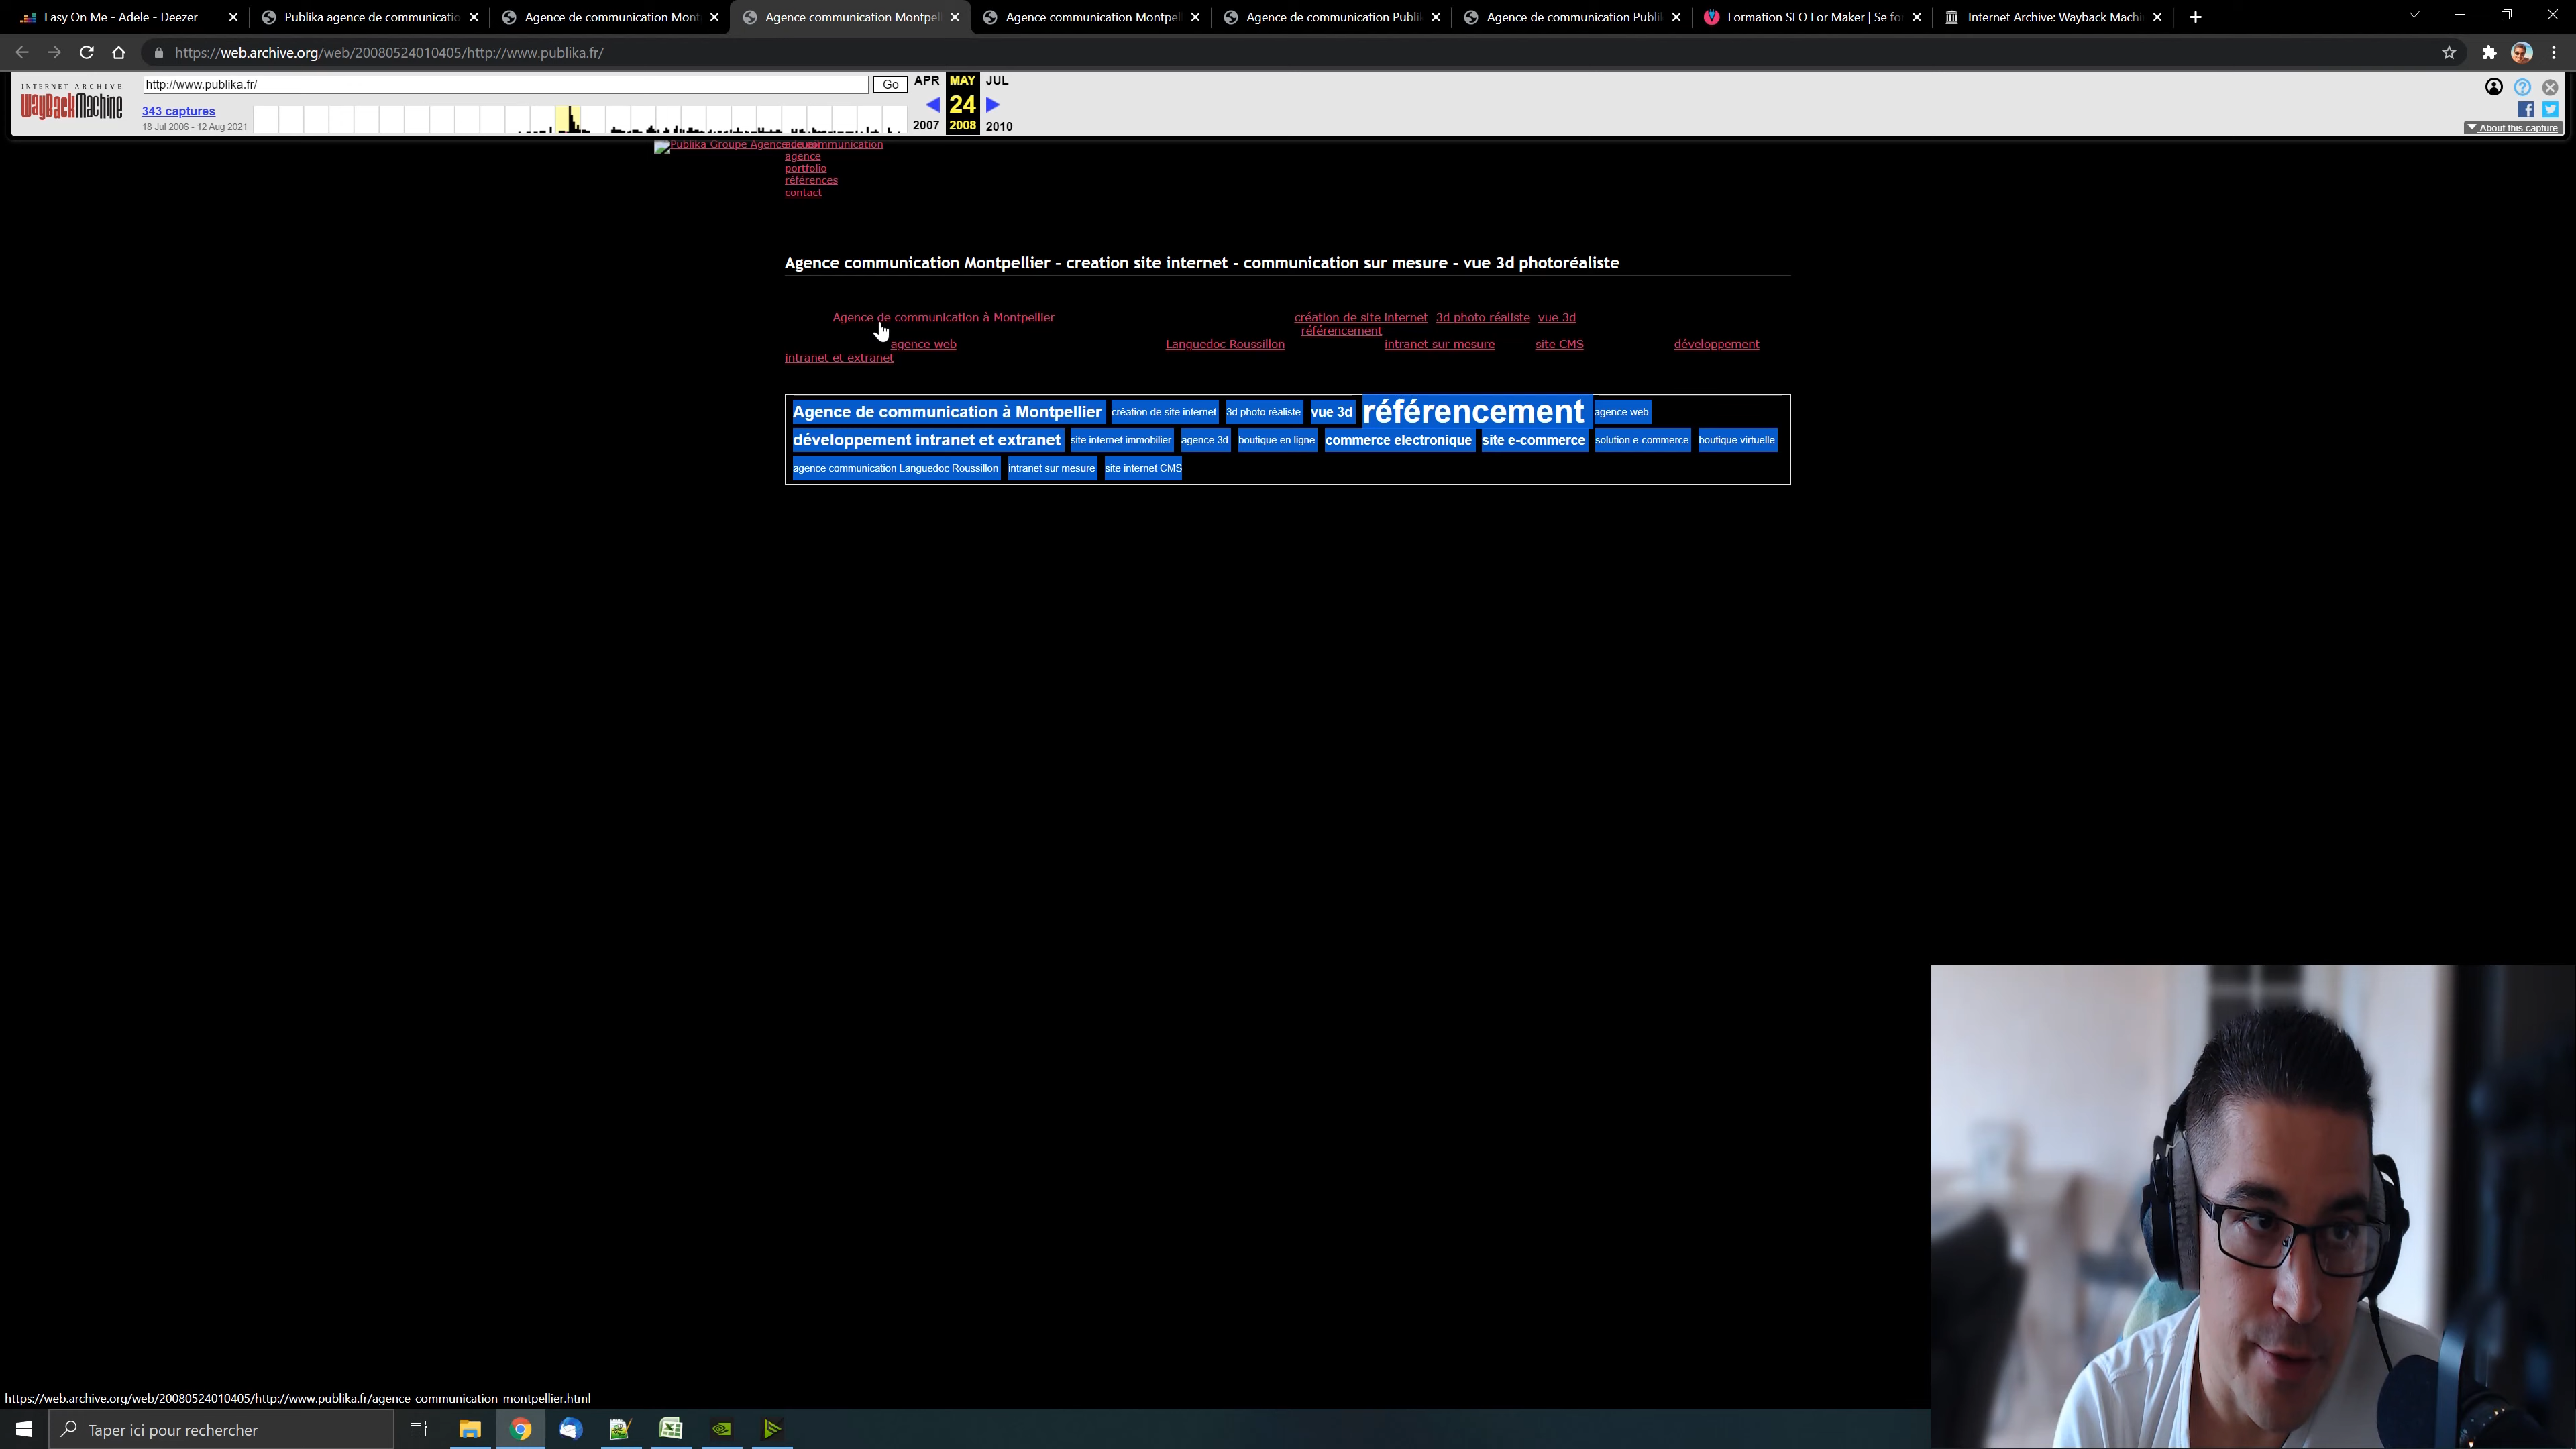 Easy On Me - Adele - Deezer
Publika agence de communicatio
Agence de communication Mont
Agence communication Montpel
Agence communication Montpel
Agence de communication Publi
Agence de communication Publi
Formation SEO For Maker | Se fo
Internet Archive: Wayback Machi
https://web.archive.org/web/20080524010405/http://www.publika.fr/
INTERNET ARCHIVE
WayBackMachine
http://www.publika.fr/
Go
APR MAY JUL
343 captures
24
18 Jul 2006 - 12 Aug 2021
2007 2008 2010
About this capture
Publika Groupe Agence de communication
accueil
agence
portfolio
références
contact
Agence communication Montpellier - creation site internet - communication sur mesure - vue 3d photoréaliste
Agence de communication à Montpellier création de site internet 3d photo réaliste vue 3d
référencement
agence web Languedoc Roussillon intranet sur mesure site CMS développement
intranet et extranet
Agence de communication à Montpellier création de site internet 3d photo réaliste vue 3d référencement agence web
développement intranet et extranet site internet immobilier agence 3d boutique en ligne commerce electronique site e-commerce solution e-commerce boutique virtuelle
agence communication Languedoc Roussillon intranet sur mesure site internet CMS
https://web.archive.org/web/20080524010405/http://www.publika.fr/agence-communication-montpellier.html
Taper ici pour rechercher